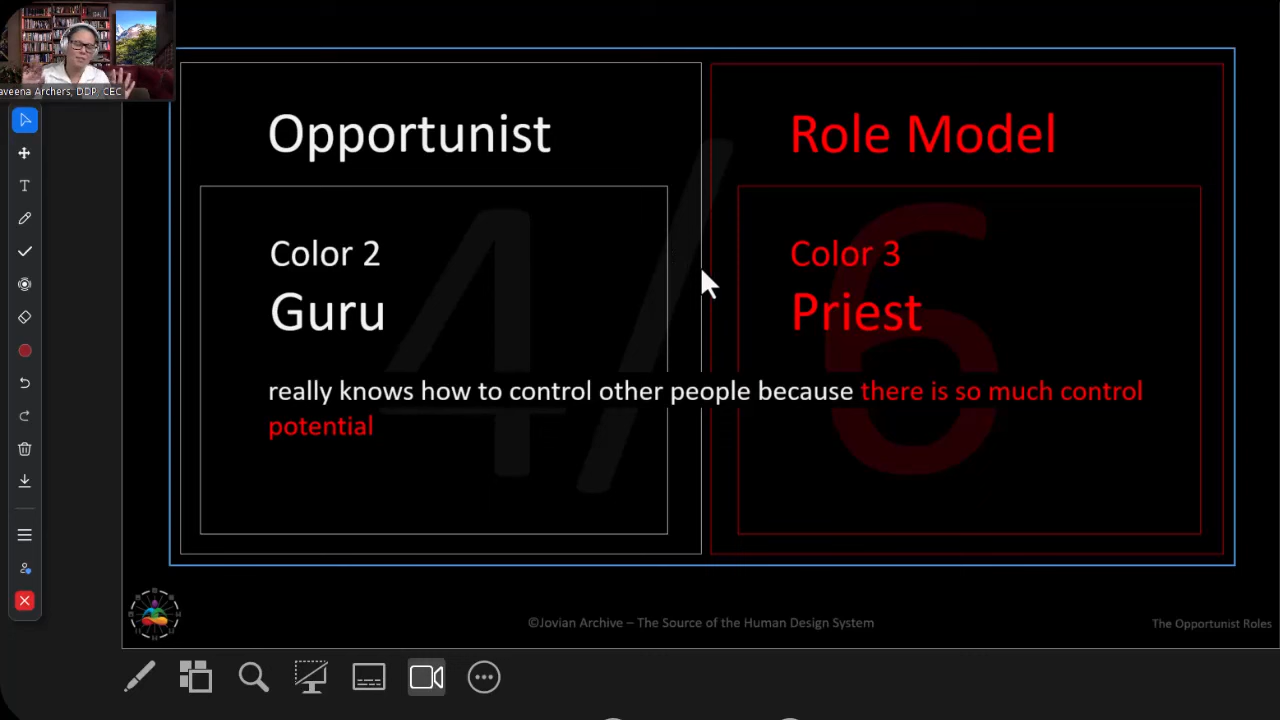 aveena Archers, DDP, CEC
Opportunist
Role Model
4/6
Color 2
Guru
Color 3
Priest
really knows how to control other people because there is so much control
potential
©Jovian Archive – The Source of the Human Design System
The Opportunist Roles